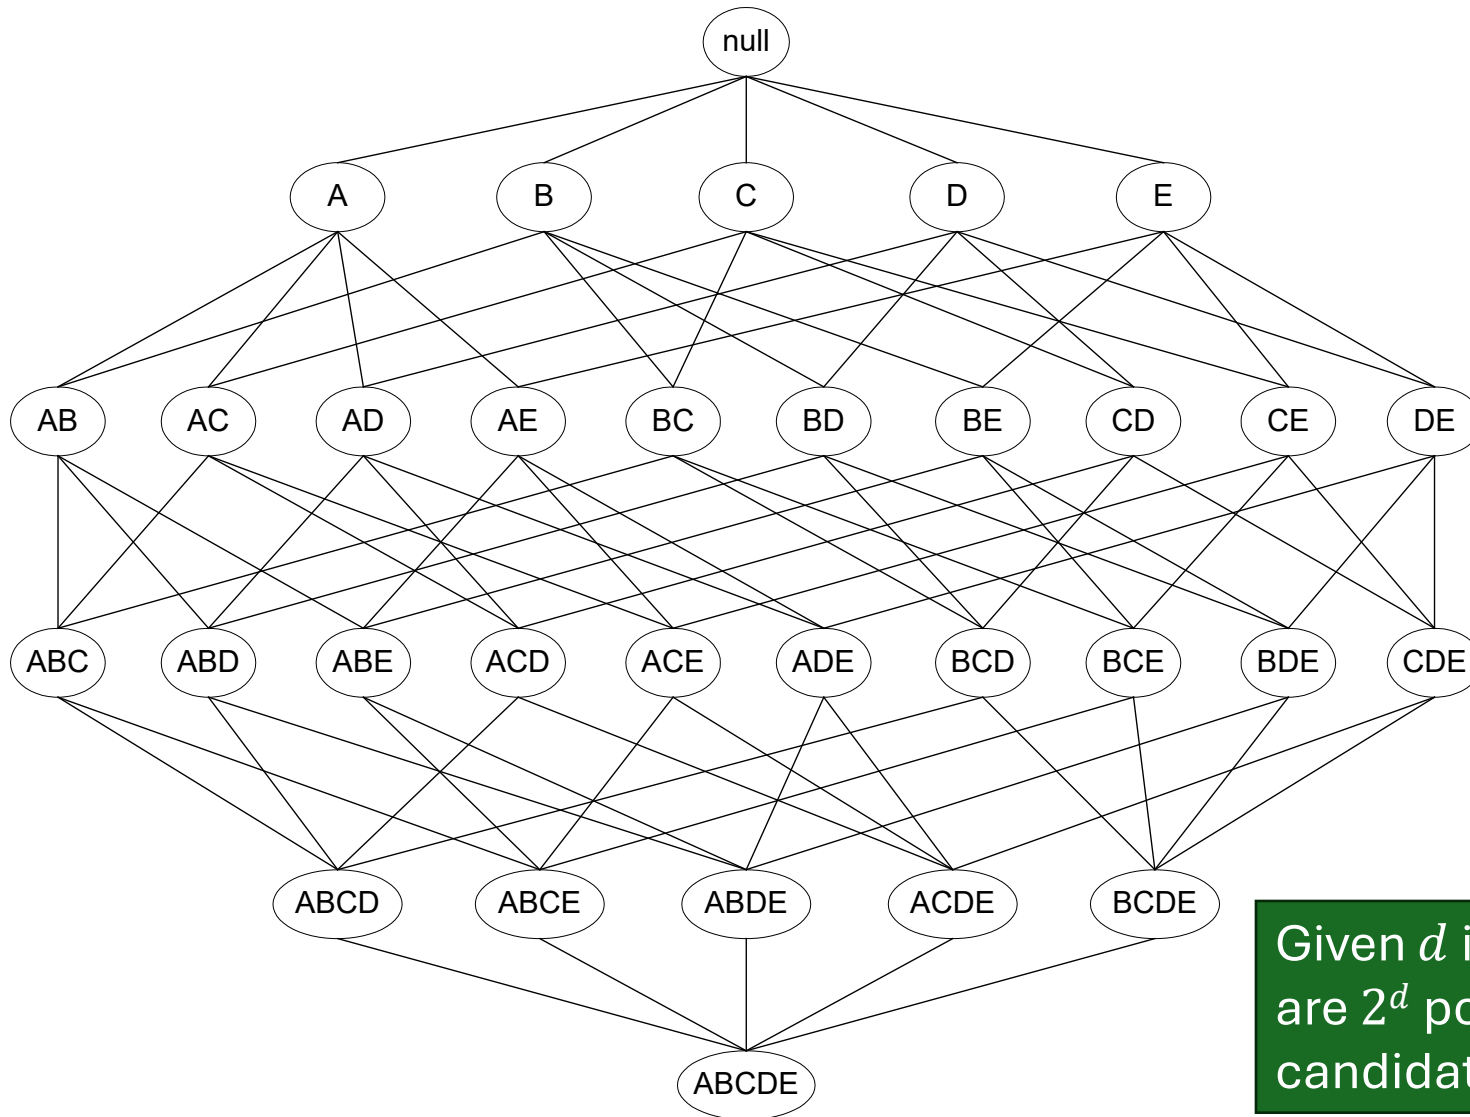 null
A B C D E
AB AC AD AE BC BD BE CD CE DE
ABC ABD ABE ACD ACE ADE BCD BCE BDE CDE
ABCD ABCE ABDE ACDE BCDE
ABCDE
Given d
are 2^d